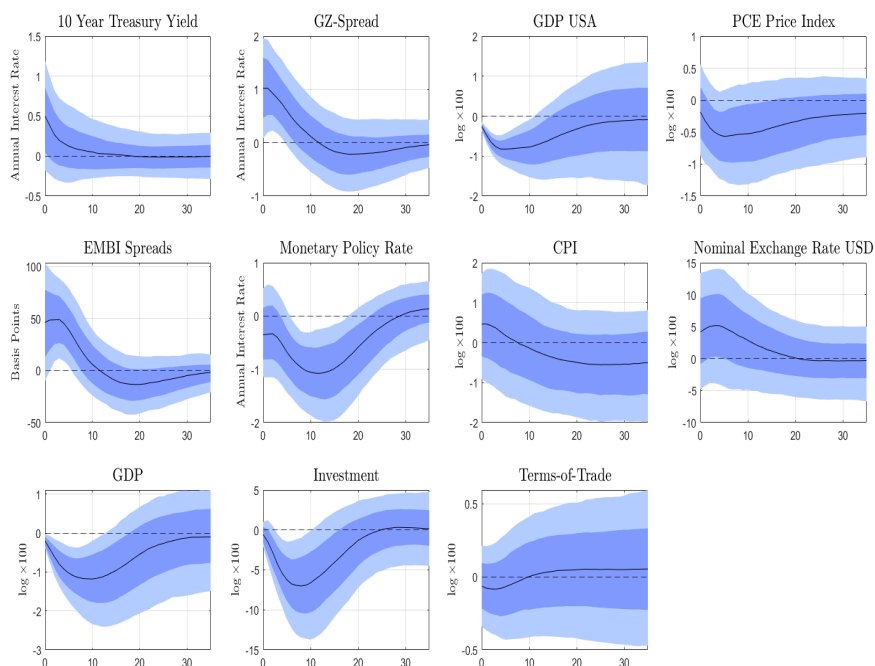 10 Year Treasury Yield
GZ-Spread
GDP USA
PCE Price Index
Annual Interest Rate
1.5
1
0.5
0
-0.5
0 10 20 30
2
1
0
1
0 10 20 30
log ×100
2
1
0
-1
-2
0 10 20 30
log ×100
1
0.5
0
-0.5
-1
-1.5
0 10 20 30
EMBI Spreads
Monetary Policy Rate
CPI
Nominal Exchange Rate USD
Basis Points
100
50
0
-50
0 10 20 30
Annual Interest Rate
1
0
-1
-2
0 10 20 30
log ×100
2
1
0
-1
-2
0 10 20 30
log ×100
15
10
5
0
-5
-10
0 10 20 30
GDP
Investment
Terms-of-Trade
log ×100
1
0
-1
-2
-3
0 10 20 30
log ×100
5
0
-5
-10
-15
0 10 20 30
log ×100
0.5
0
-0.5
0 10 20 30